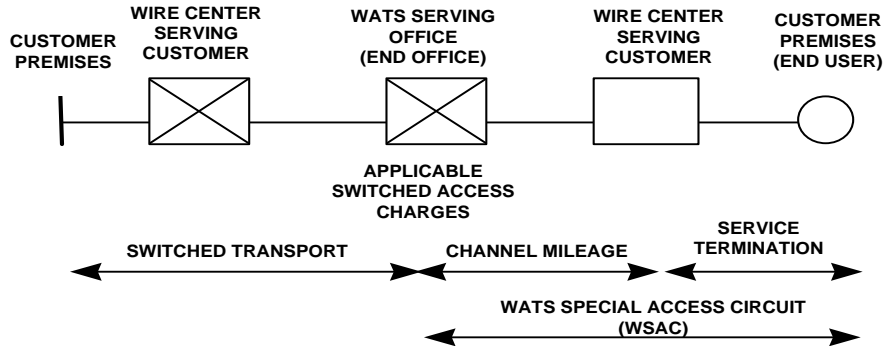 CUSTOMER
PREMISES
WIRE CENTER
SERVING
CUSTOMER
WATS SERVING
OFFICE
(END OFFICE)
WIRE CENTER
SERVING
CUSTOMER
CUSTOMER
PREMISES
(END USER)
APPLICABLE
SWITCHED ACCESS
CHARGES
SWITCHED TRANSPORT
CHANNEL MILEAGE
SERVICE
TERMINATION
WATS SPECIAL ACCESS CIRCUIT
(WSAC)